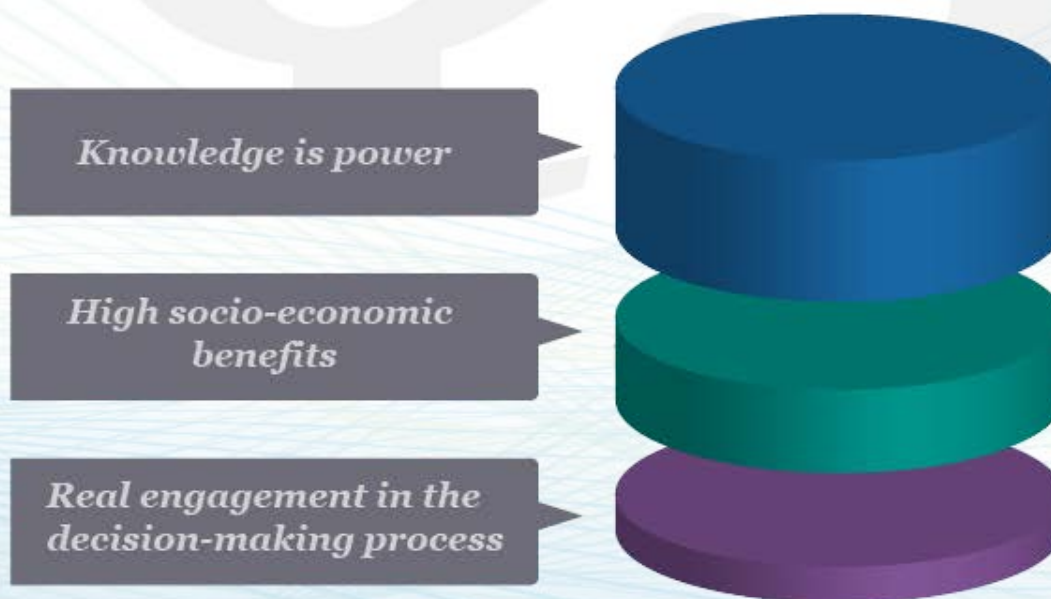 Knowledge is power
High socio-economic
benefits
Real engagement in the
decision-making process